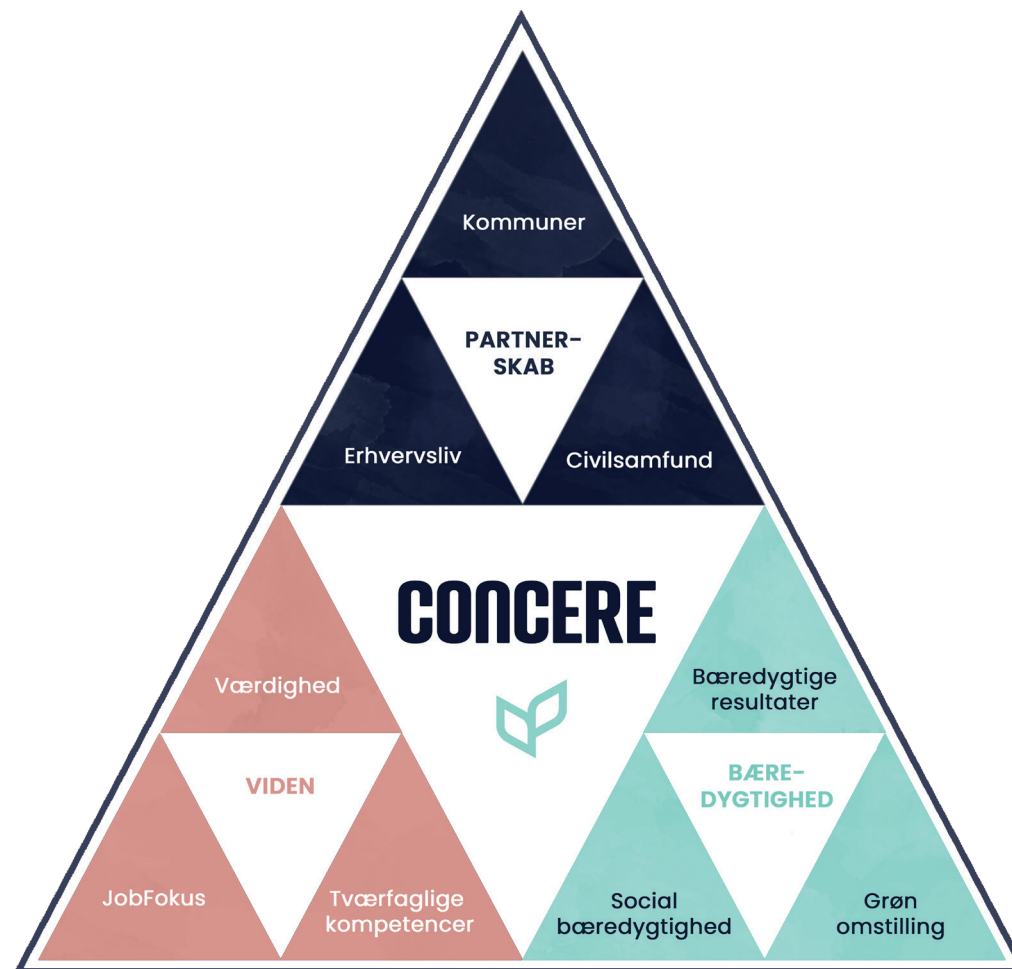 Kommuner
PARTNER-
SKAB
Erhvervsliv
Civilsamfund
CONCERE
Værdighed
VIDEN
JobFokus
Tværfaglige
kompetencer
Bæredygtige
resultater
BÆRE-
DYGTIGHED
Social
bæredygtighed
Grøn
omstilling